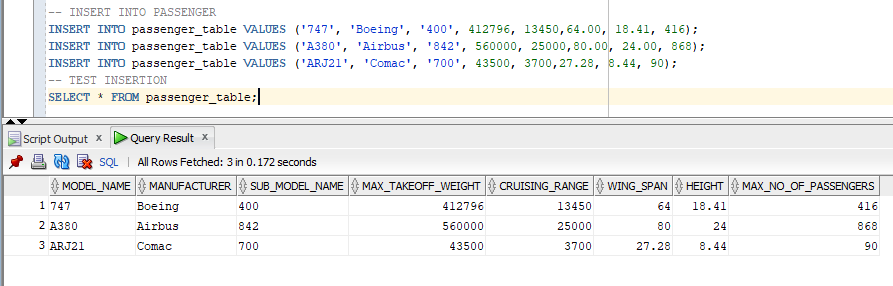 -- INSERT INTO PASSENGER
INSERT INTO passenger_table VALUES ('747', 'Boeing', '400', 412796, 13450,64.00, 18.41, 416);
INSERT INTO passenger_table VALUES ('A380', 'Airbus', '842', 560000, 25000,80.00, 24.00, 868);
INSERT INTO passenger_table VALUES ('ARJ21', 'Comac', '700', 43500, 3700,27.28, 8.44, 90);
-- TEST INSERTION
SELECT * FROM passenger_table;
Script Output x Query Result x
SQL | All Rows Fetched: 3 in 0.172 seconds
MODEL_NAME MANUFACTURER SUB_MODEL_NAME MAX_TAKEOFF_WEIGHT CRUISING_RANGE WING_SPAN HEIGHT MAX_NO_OF_PASSENGERS
1 747 Boeing 400 412796 13450 64 18.41 416
2 A380 Airbus 842 560000 25000 80 24 868
3 ARJ21 Comac 700 43500 3700 27.28 8.44 90